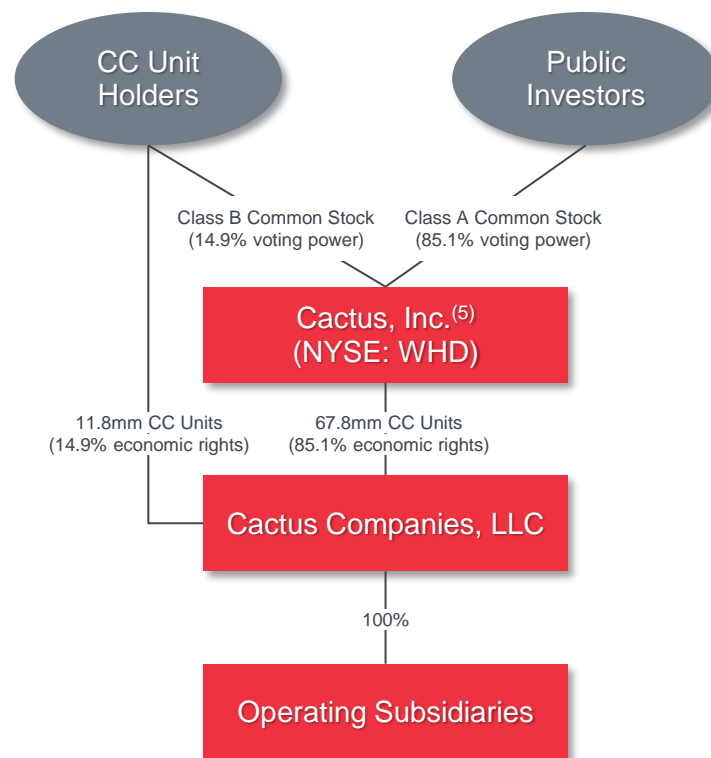 CC Unit
Holders
Public
Investors
Class B Common Stock
(14.9% voting power)
Class A Common Stock
(85.1% voting power)
Cactus, Inc.(5)
(NYSE: WHD)
11.8mm CC Units
(14.9% economic rights)
67.8mm CC Units
(85.1% economic rights)
Cactus Companies, LLC
100%
Operating Subsidiaries